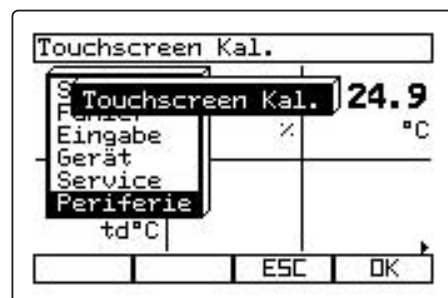 Touchscreen Kal.
Touchscreen Kal.
24.9
%
°C
Eingabe
Gerät
Service
Periferie
td°C
ESC
OK